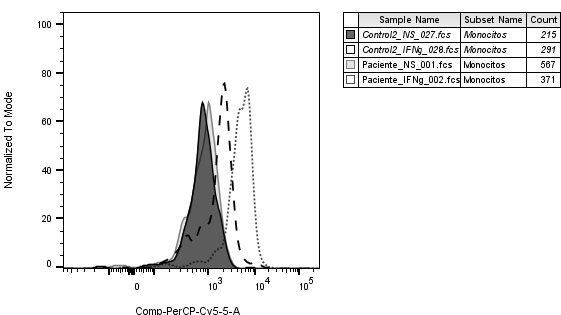 100
80
60
40
20
0
Normalized To Mode
0 10^3 10^4 10^5
Comp-PerCP-Cy5-5-A
Sample Name Subset Name Count
Control2_NS_027.fcs Monocitos 215
Control2_IFNg_028.fcs Monocitos 291
Paciente_NS_001.fcs Monocitos 567
Paciente_IFNg_002.fcs Monocitos 371